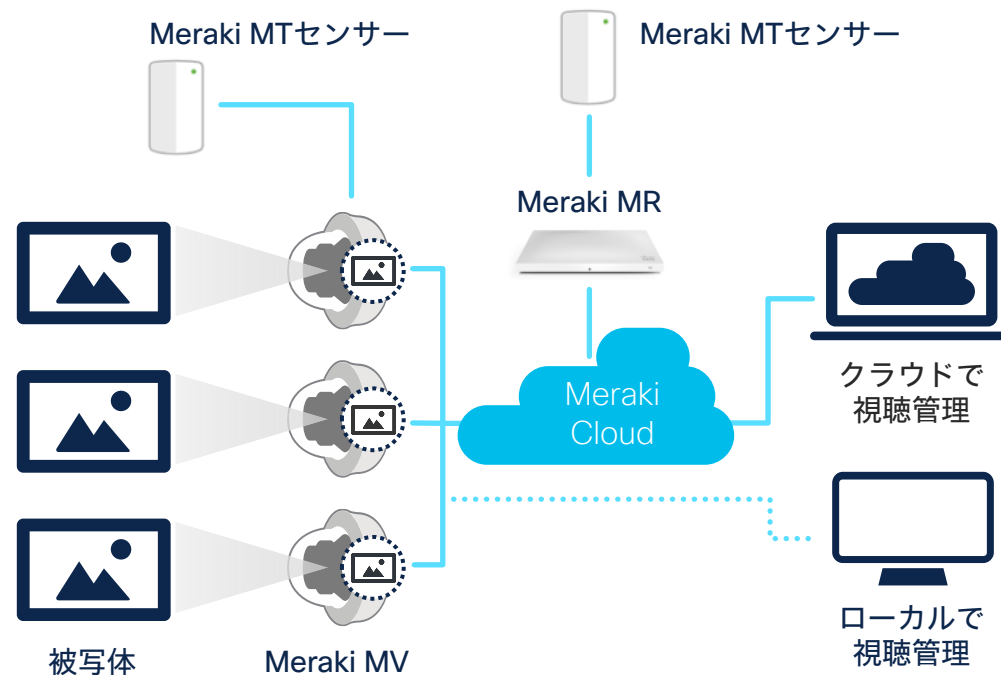 Meraki MTセンサー
Meraki MTセンサー
Meraki MR
Meraki
Cloud
クラウドで
視聴管理
ローカルで
視聴管理
被写体
Meraki MV